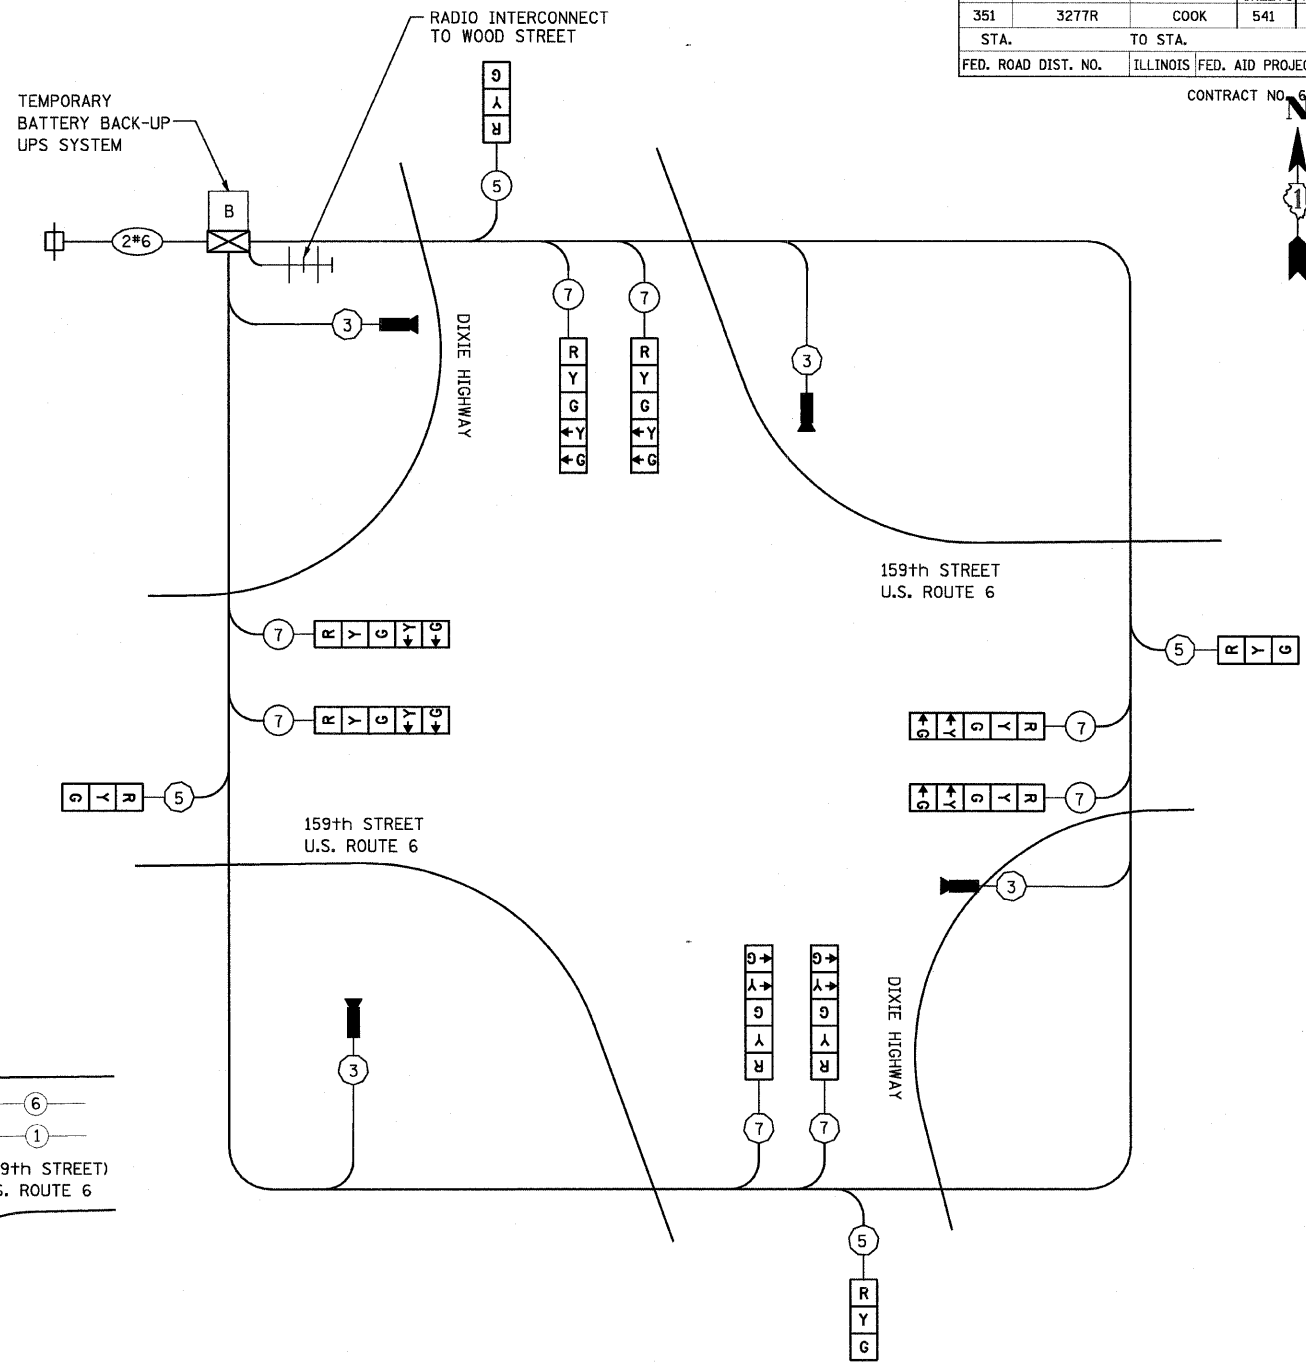 351 3277R COOK 541
STA. TO STA.
FED. ROAD DIST. NO. ILLINOIS FED. AID PROJEC
CONTRACT NO. 6
N
1
RADIO INTERCONNECT
TO WOOD STREET
TEMPORARY
BATTERY BACK-UP
UPS SYSTEM
B
2#6
G
Y
R
5
7
7
R
Y
G
←Y
←G
R
Y
G
←Y
←G
3
3
DIXIE HIGHWAY
159th STREET
U.S. ROUTE 6
7 R Y G ←Y ←G
5 R Y G
7 R Y G ←Y ←G
G Y R 5
←G ←Y G Y R 7
←G ←Y G Y R 7
159th STREET
U.S. ROUTE 6
3
←G
←Y
G
Y
R
7
←G
←Y
G
Y
R
7
DIXIE HIGHWAY
3
6
1
9th STREET)
S. ROUTE 6
5
R
Y
G